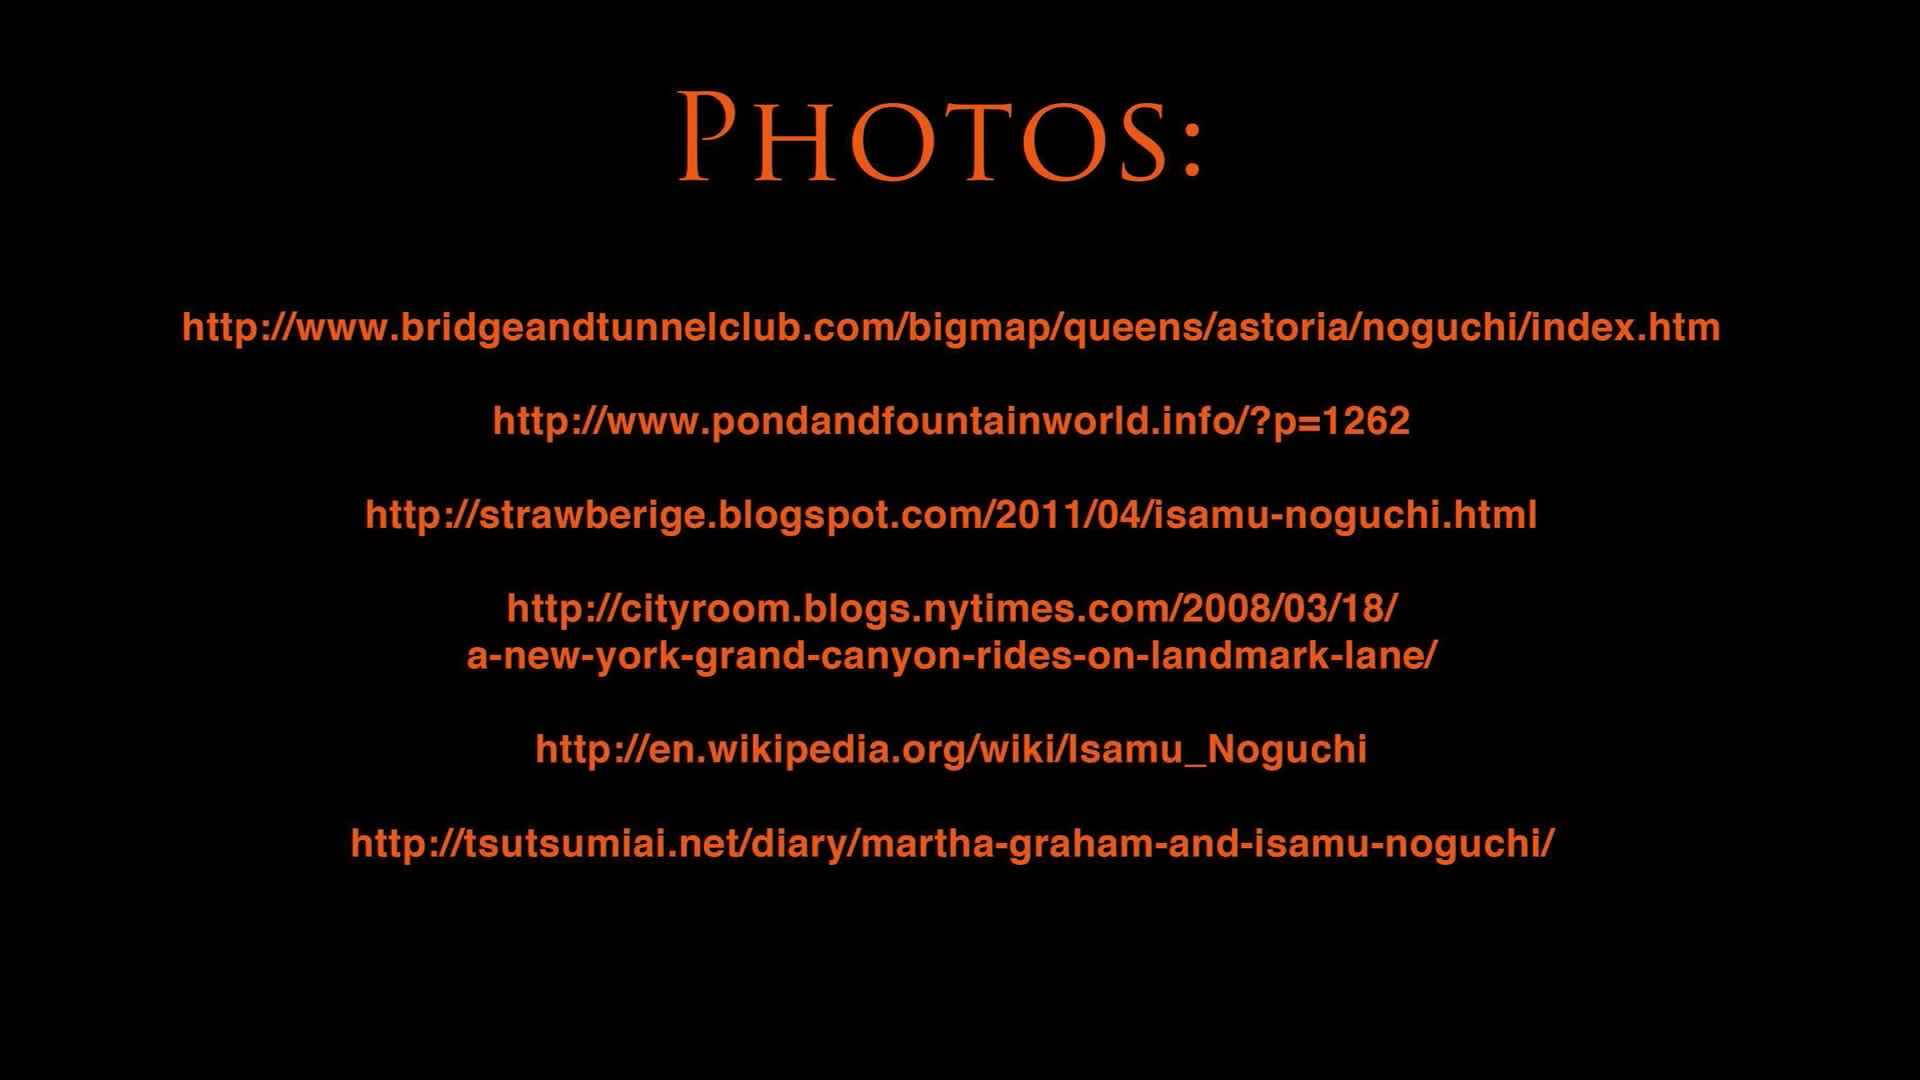 PHOTOS:
http://www.bridgeandtunnelclub.com/bigmap/queens/astoria/noguchi/index.htm
http://www.pondandfountainworld.info/?p=1262
http://strawberige.blogspot.com/2011/04/isamu-noguchi.html
http://cityroom.blogs.nytimes.com/2008/03/18/
a-new-york-grand-canyon-rides-on-landmark-lane/
http://en.wikipedia.org/wiki/Isamu_Noguchi
http://tsutsumiai.net/diary/martha-graham-and-isamu-noguchi/